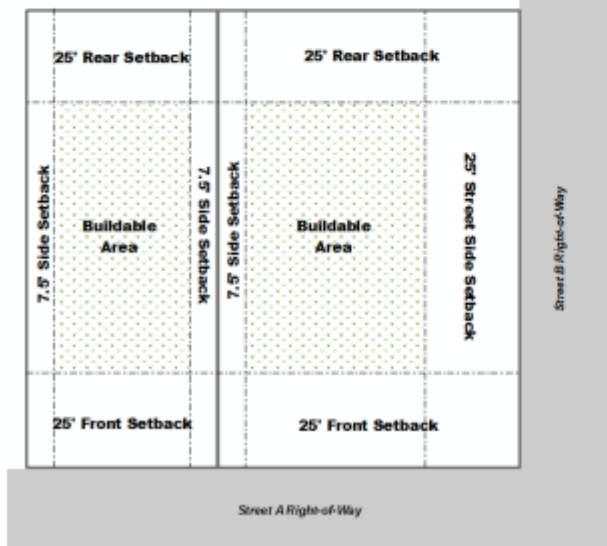 25' Rear Setback
25' Rear Setback
7.5' Side Setback
Buildable
Area
7.5' Side Setback
7.5' Side Setback
Buildable
Area
25' Street Side Setback
Street B Right-of-Way
25' Front Setback
25' Front Setback
Street A Right-of-Way